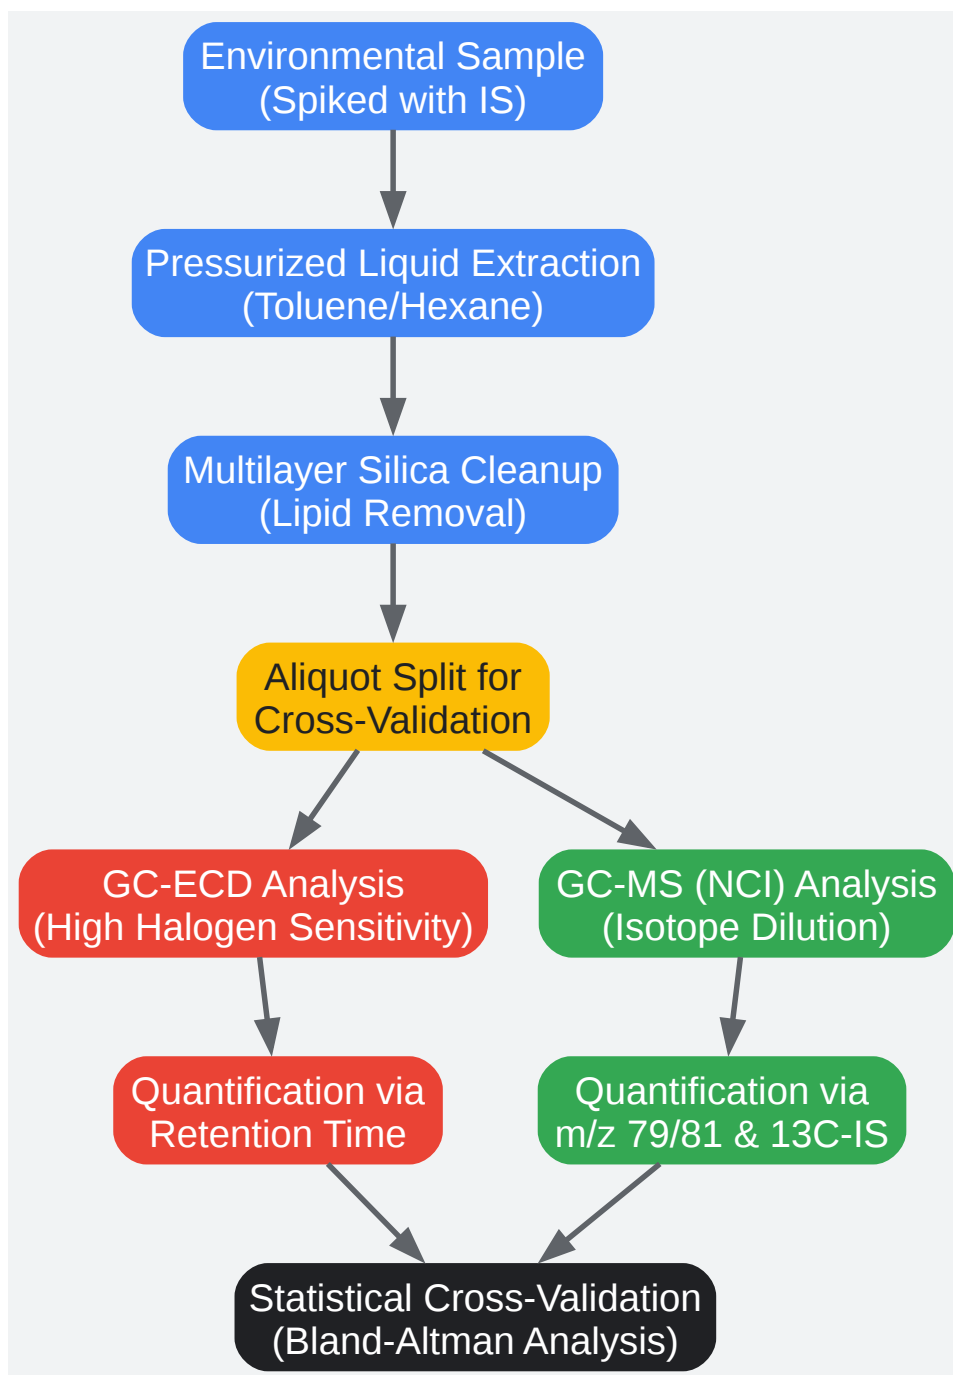 Environmental Sample
(Spiked with IS)
Pressurized Liquid Extraction
(Toluene/Hexane)
Multilayer Silica Cleanup
(Lipid Removal)
Aliquot Split for
Cross-Validation
GC-ECD Analysis
(High Halogen Sensitivity)
GC-MS (NCI) Analysis
(Isotope Dilution)
Quantification via
Retention Time
Quantification via
m/z 79/81 & 13C-IS
Statistical Cross-Validation
(Bland-Altman Analysis)